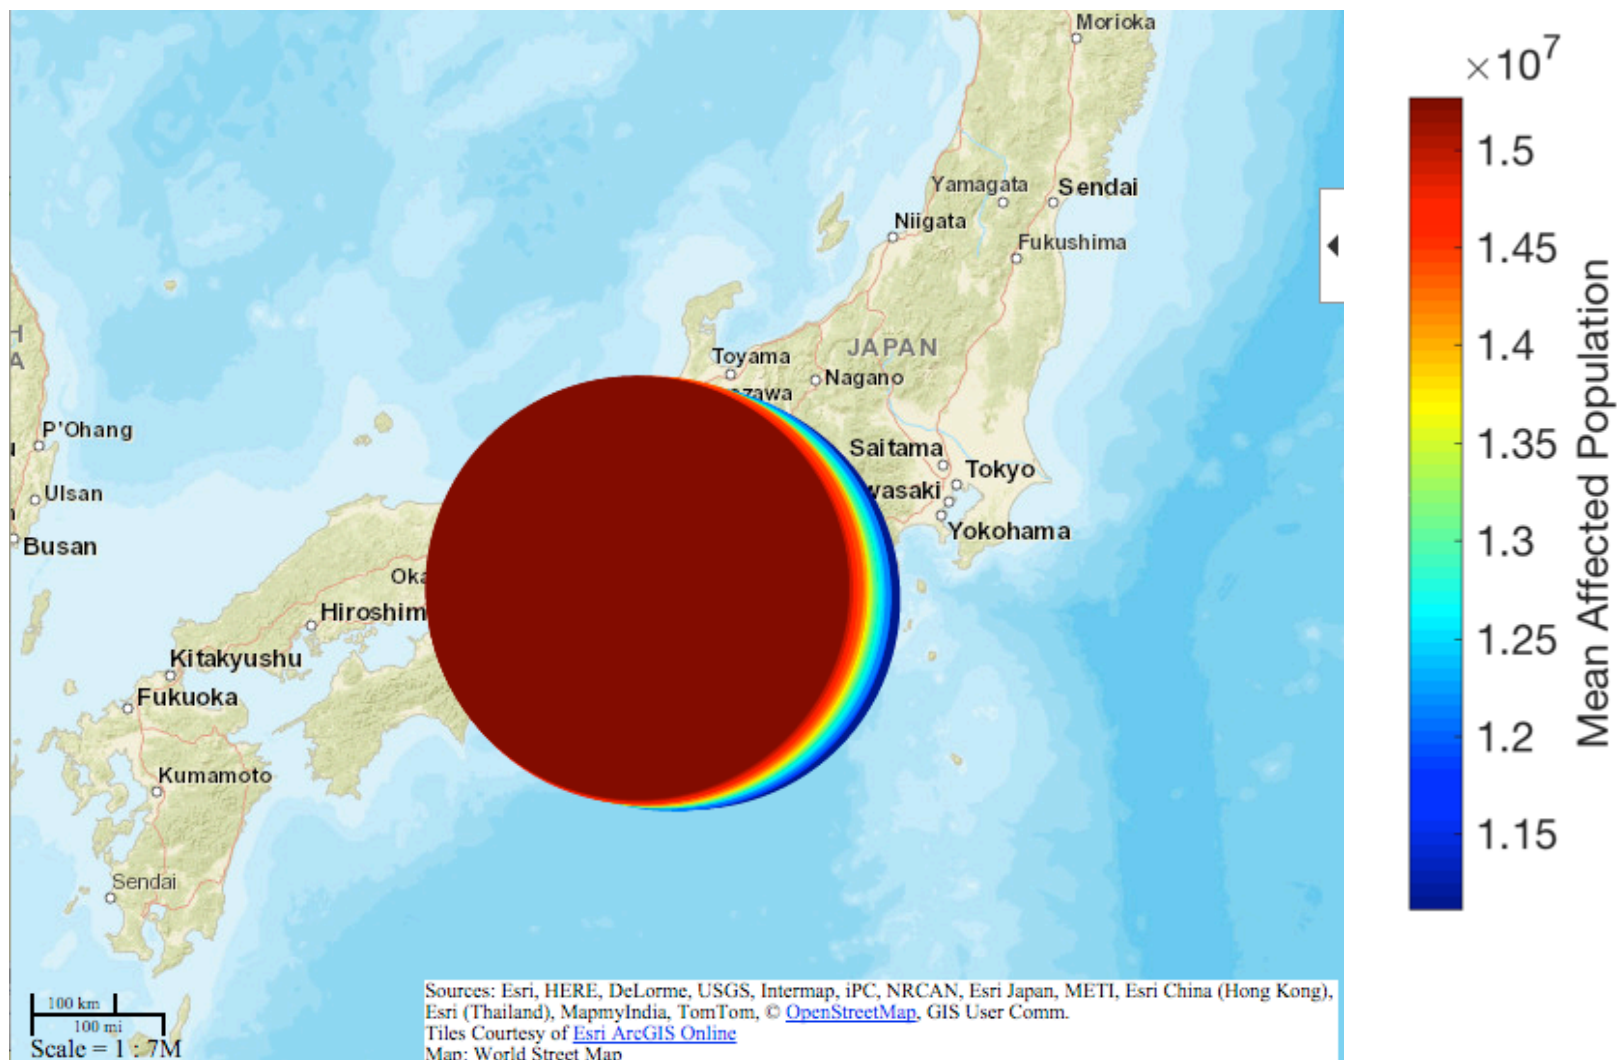 Morioka
×10⁷
1.5
Yamagata
Sendai
Niigata
Fukushima
1.45
H
A
Toyama
JAPAN
Nagano
1.4
zawa
P'Ohang
Saitama
Tokyo
1.35
Ulsan
wasaki
Yokohama
Busan
1.3
Oka
Hiroshim
Kitakyushu
1.25
Fukuoka
1.2
Kumamoto
1.15
Sendai
Mean Affected Population
100 km
100 mi
Scale = 1 : 7M
Sources: Esri, HERE, DeLorme, USGS, Intermap, iPC, NRCAN, Esri Japan, METI, Esri China (Hong Kong),
Esri (Thailand), MapmyIndia, TomTom, © OpenStreetMap, GIS User Comm.
Tiles Courtesy of Esri ArcGIS Online
Map: World Street Map